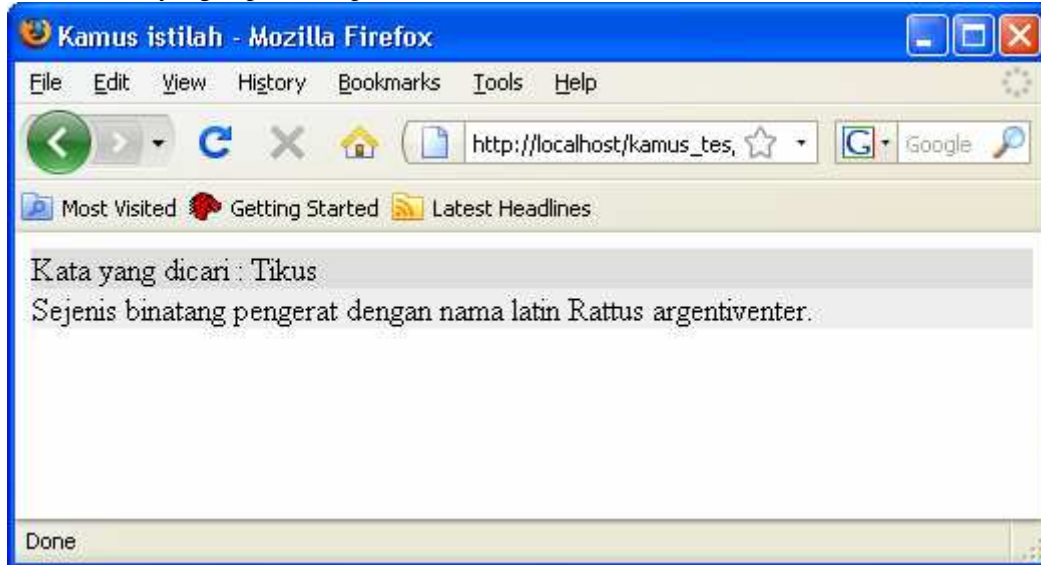 Kamus istilah - Mozilla Firefox
File Edit View History Bookmarks Tools Help
http://localhost/kamus_tes, G Google
Most Visited Getting Started Latest Headlines
Kata yang dicari : Tikus
Sejenis binatang pengerat dengan nama latin Rattus argentiventer.
Done